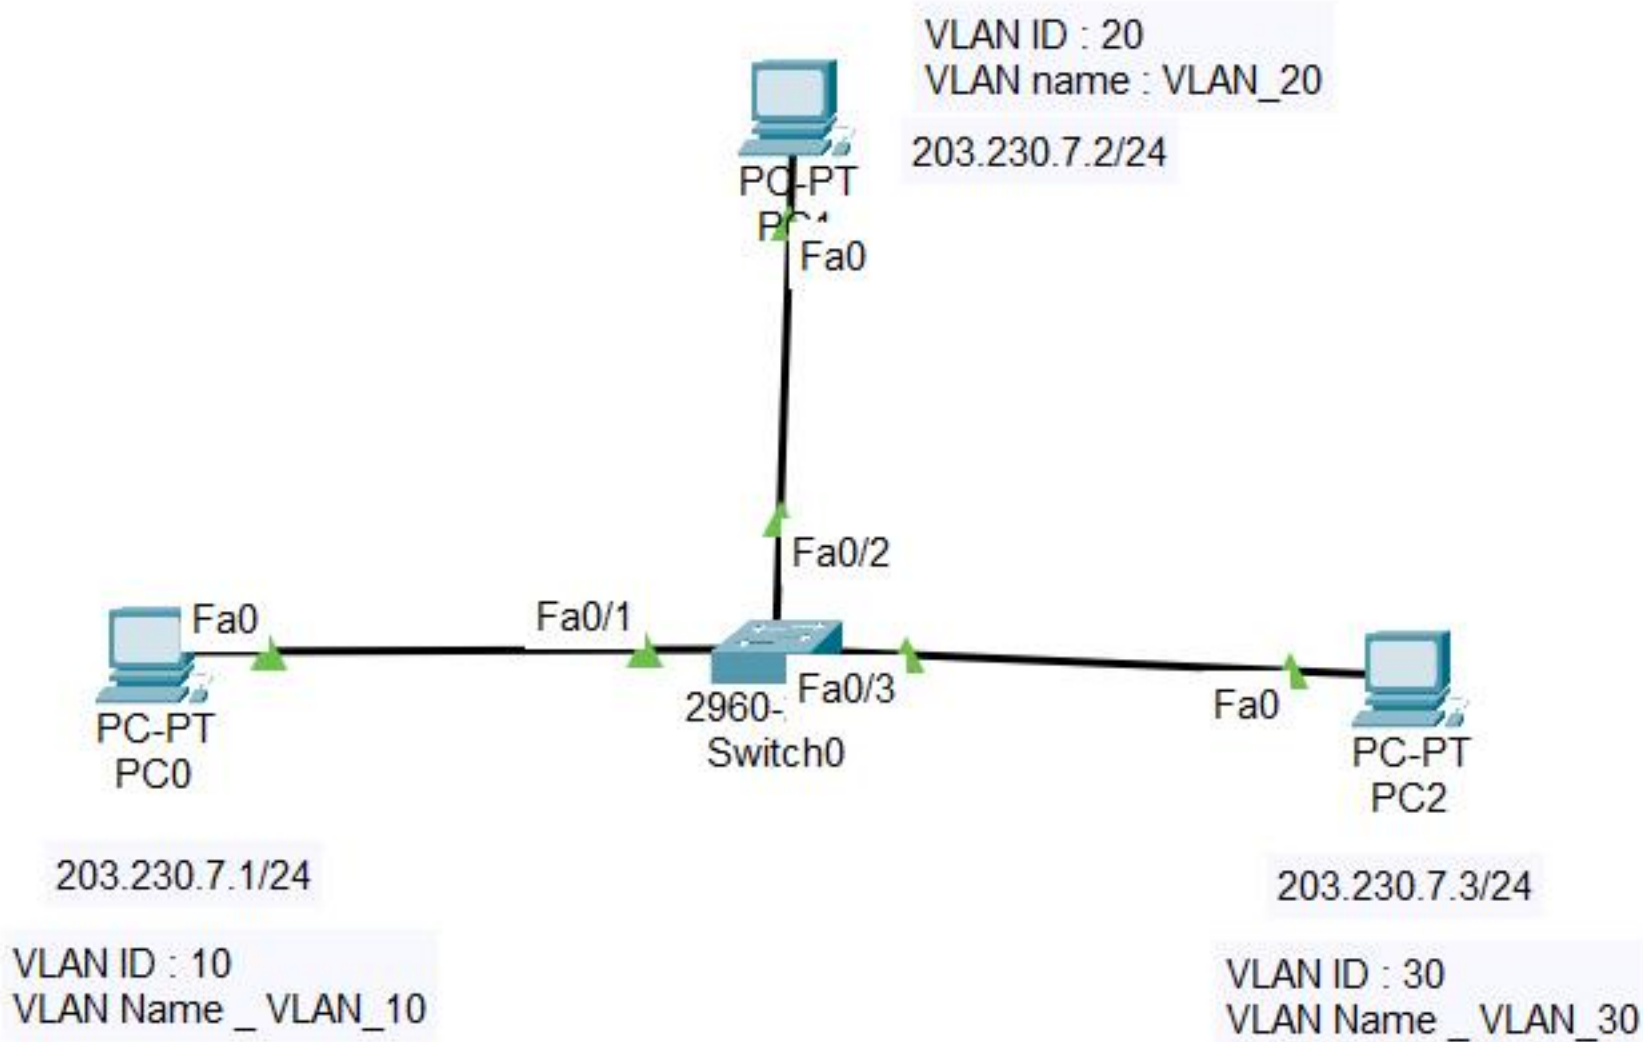 VLAN ID : 20
VLAN name : VLAN_20
203.230.7.2/24
PC-PT
Fa0
Fa0/2
Fa0
Fa0/1
Fa0/3
Fa0
2960-
Switch0
PC-PT
PC0
PC-PT
PC2
203.230.7.1/24
203.230.7.3/24
VLAN ID : 10
VLAN Name _ VLAN_10
VLAN ID : 30
VLAN Name _ VLAN_30